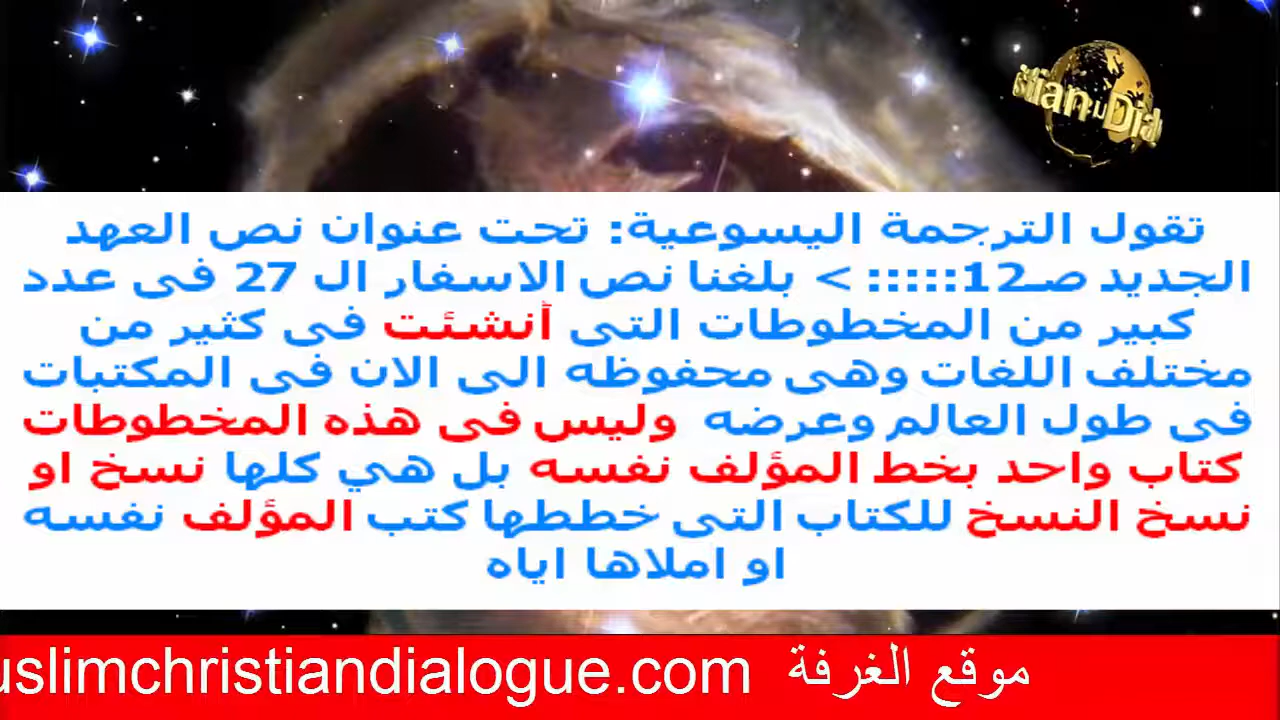 تقول الترجمة اليسوعية: تحت عنوان نص العهد
الجديد صـ12::::: > بلغنا نص الاسفار ال 27 فى عدد
كبير من المخطوطات التى أنشئت فى كثير من
مختلف اللغات وهى محفوظه الى الان فى المكتبات
فى طول العالم وعرضه وليس فى هذه المخطوطات
كتاب واحد بخط المؤلف نفسه بل هي كلها نسخ او
نسخ النسخ للكتاب التى خططها كتب المؤلف نفسه
او املاها اياه
موقع الغرفة uslimchristiandialogue.com